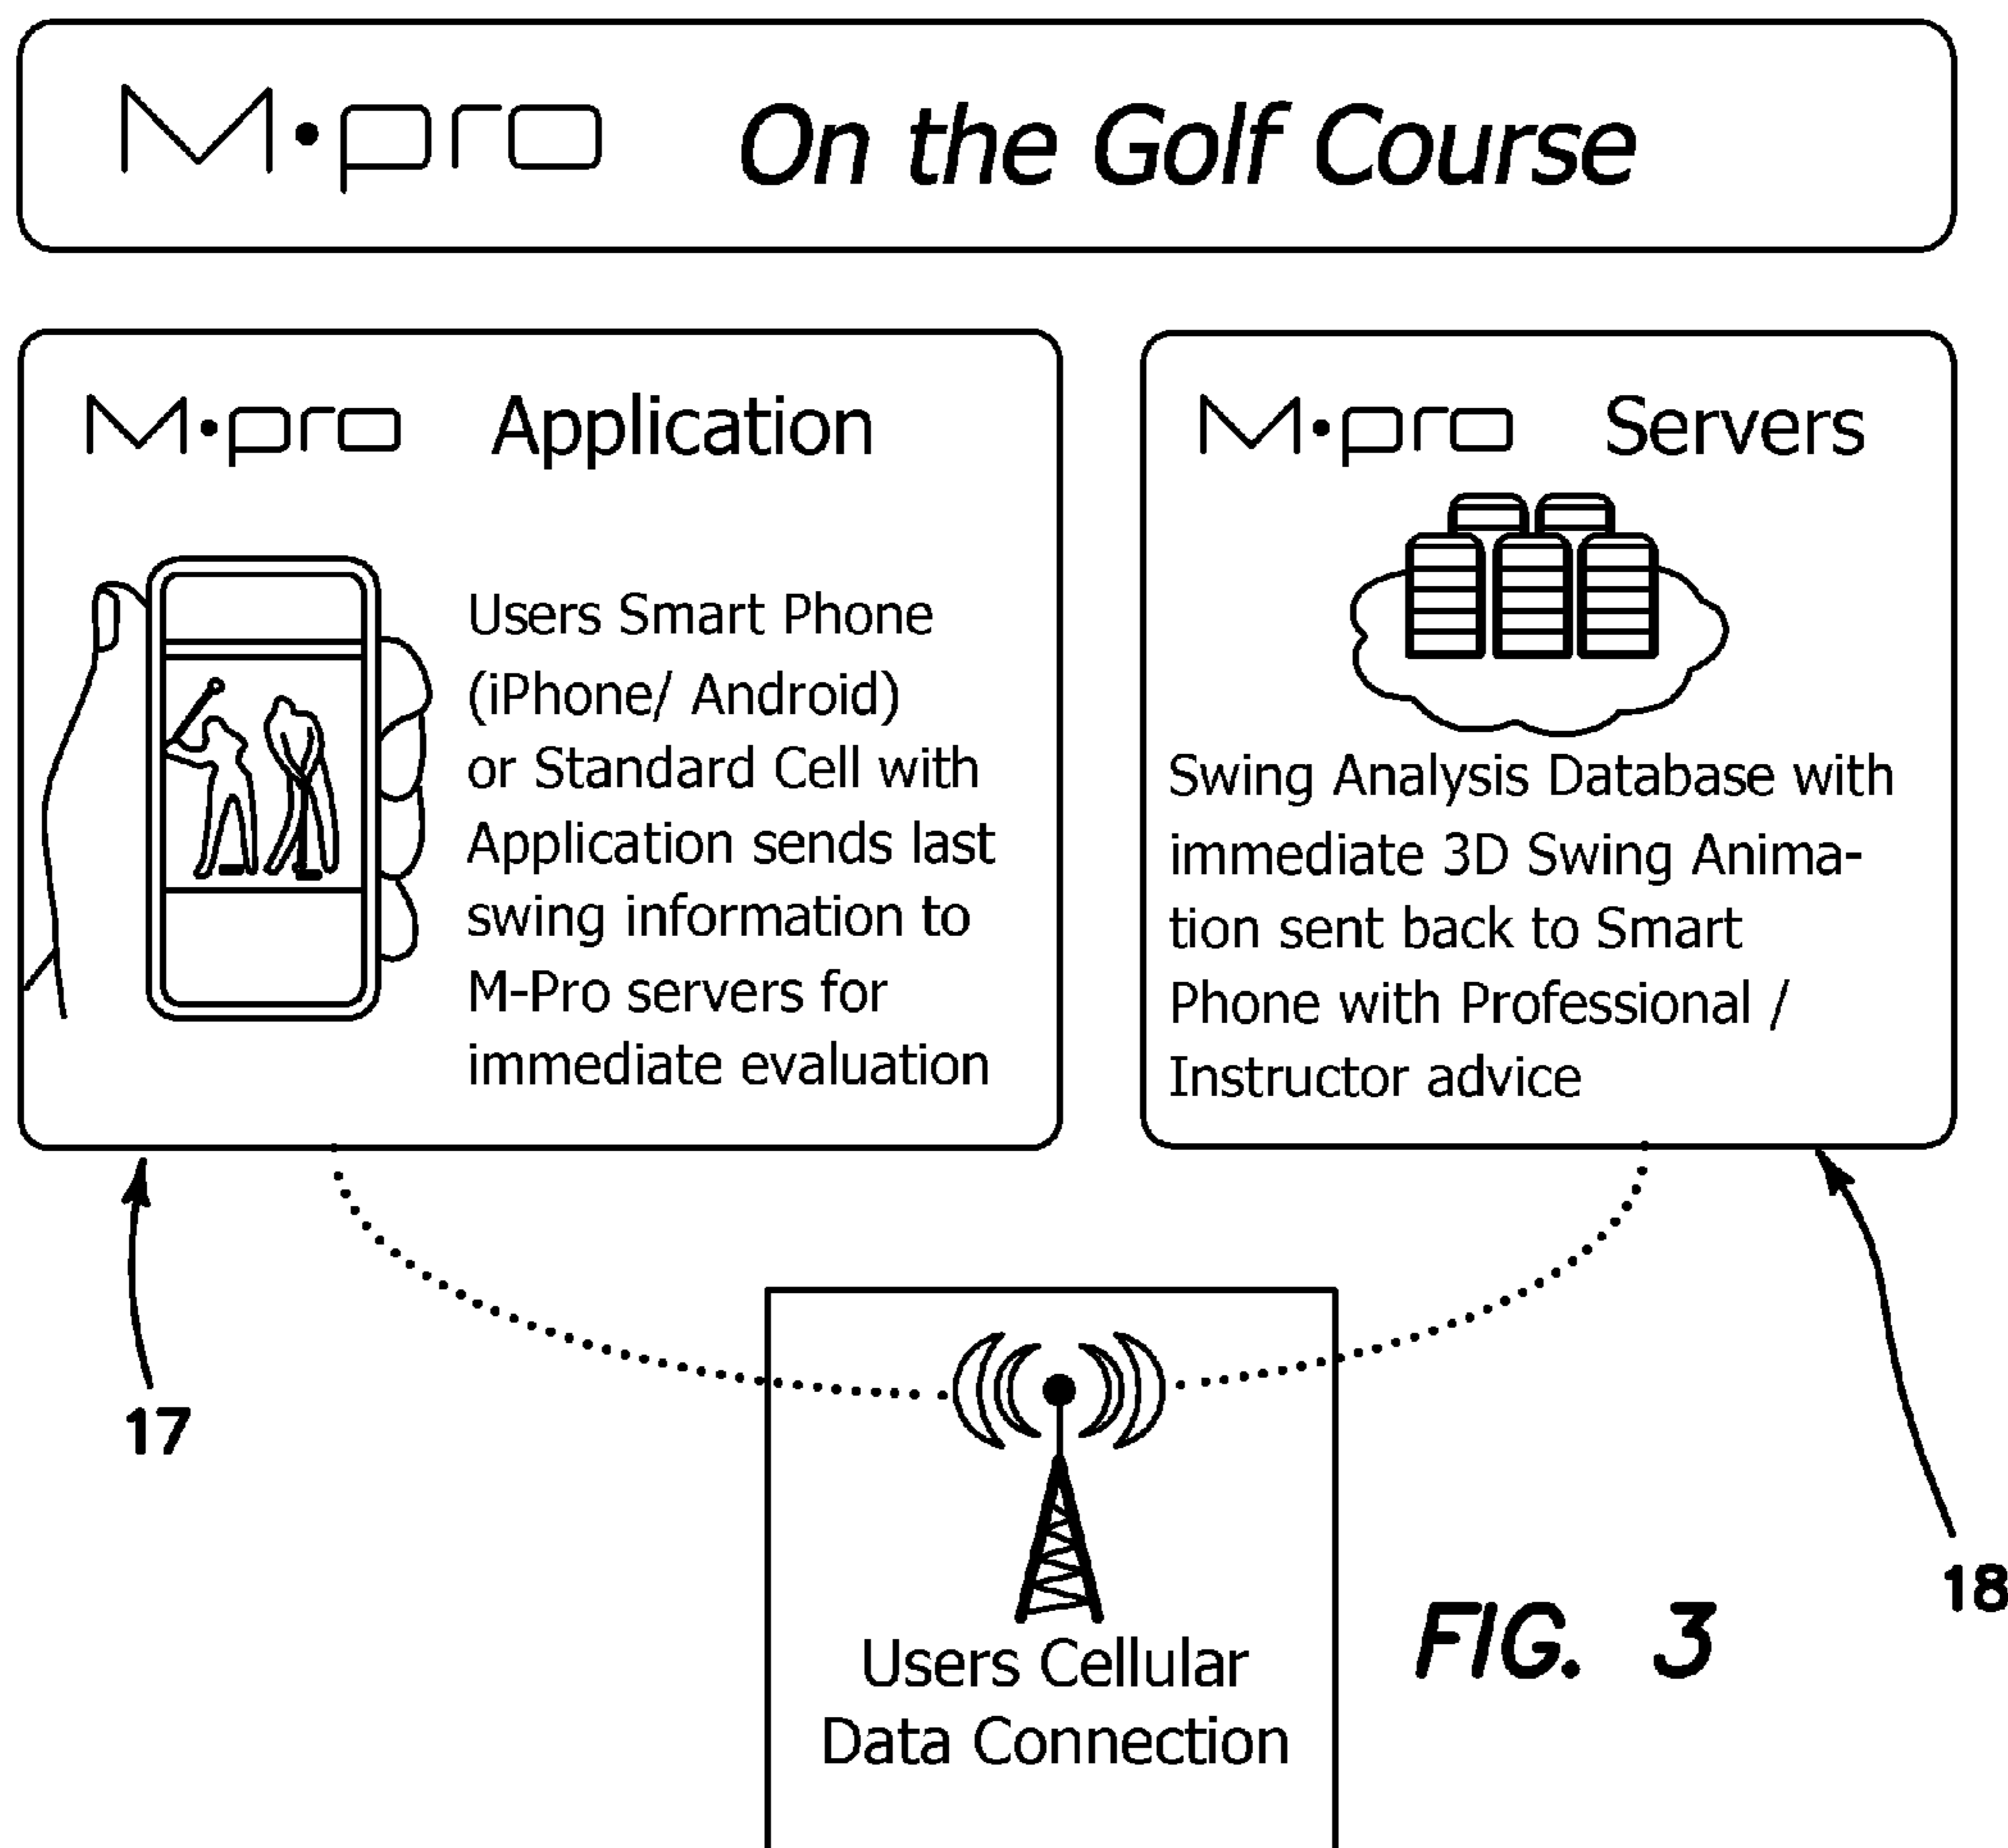 M•pro On the Golf Course
M•pro Application
Users Smart Phone
(iPhone/ Android)
or Standard Cell with
Application sends last
swing information to
M-Pro servers for
immediate evaluation
M•pro Servers
Swing Analysis Database with
immediate 3D Swing Anima-
tion sent back to Smart
Phone with Professional /
Instructor advice
17
18
Users Cellular
Data Connection
FIG. 3